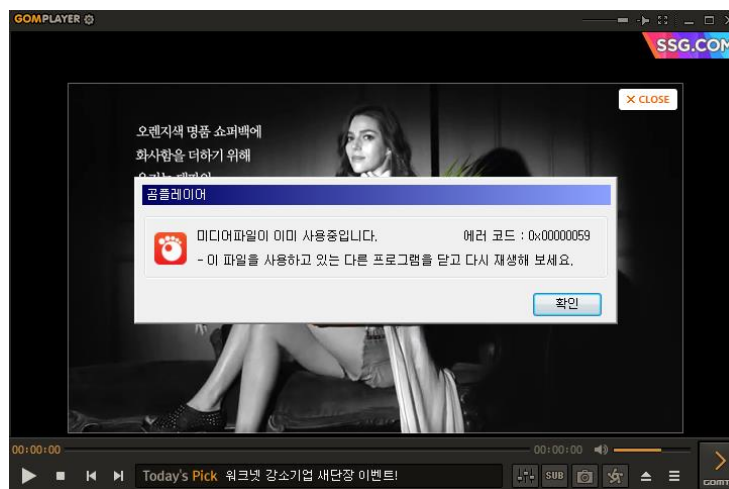 GOMPLAYER
SSG.COM
× CLOSE
오렌지색 명품 쇼퍼백에
화사함을 더하기 위해
곰플레이어
미디어파일이 이미 사용중입니다.
에러 코드 : 0x00000059
- 이 파일을 사용하고 있는 다른 프로그램을 닫고 다시 재생해 보세요.
확인
00:00:00
00:00:00
Today's Pick 워크넷 강소기업 새단장 이벤트!
SUB
GOMT